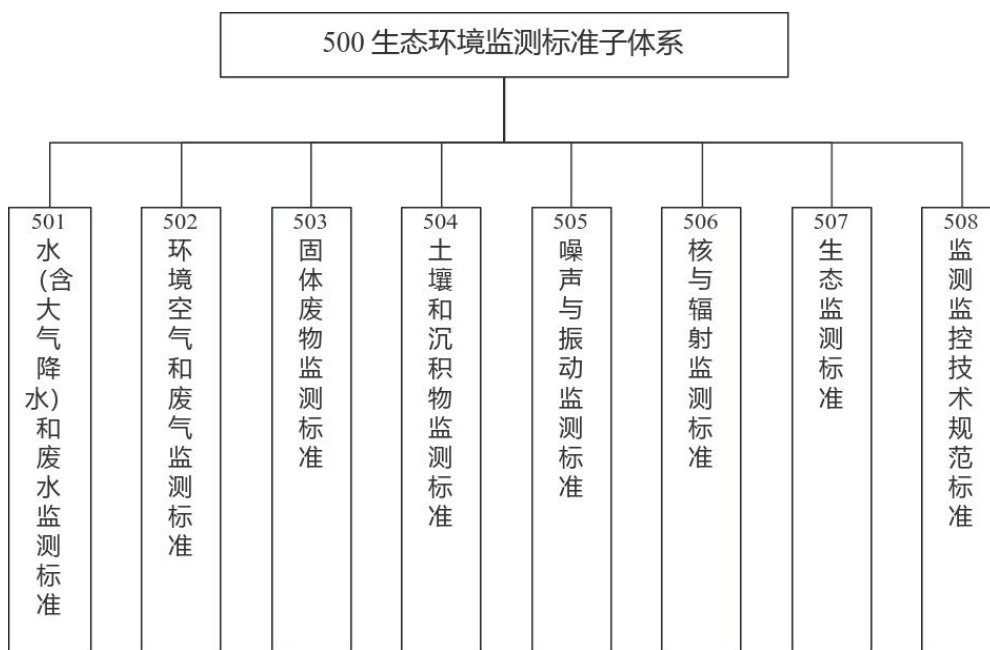 500 生态环境监测标准子体系
501
水（含大气降水）和废水监测标准
502
环境空气和废气监测标准
503
固体废物监测标准
504
土壤和沉积物监测标准
505
噪声与振动监测标准
506
核与辐射监测标准
507
生态监测标准
508
监测监控技术规范标准